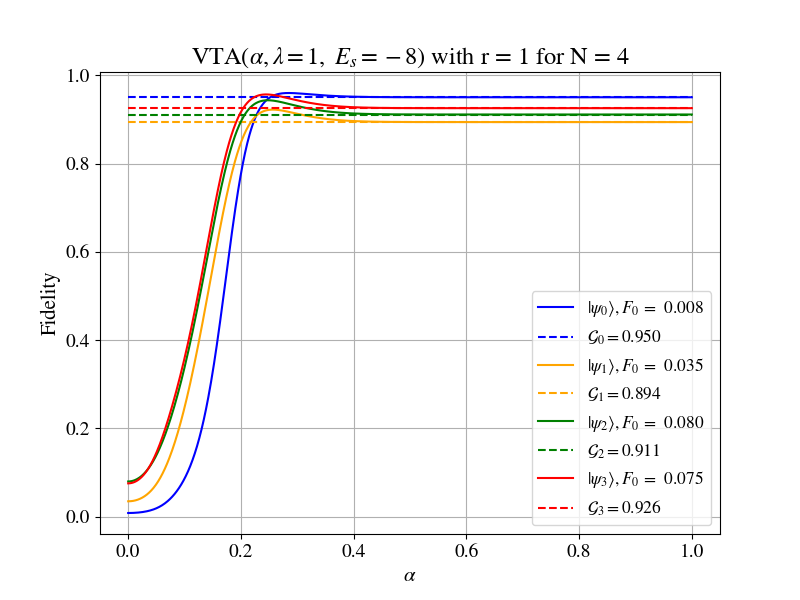 VTA(α, λ = 1, E_s = −8) with r = 1 for N = 4
Fidelity
1.0
0.8
0.6
0.4
0.2
0.0
|ψ₀⟩, F₀ = 0.008
𝒢₀ = 0.950
|ψ₁⟩, F₀ = 0.035
𝒢₁ = 0.894
|ψ₂⟩, F₀ = 0.080
𝒢₂ = 0.911
|ψ₃⟩, F₀ = 0.075
𝒢₃ = 0.926
0.0 0.2 0.4 0.6 0.8 1.0
α